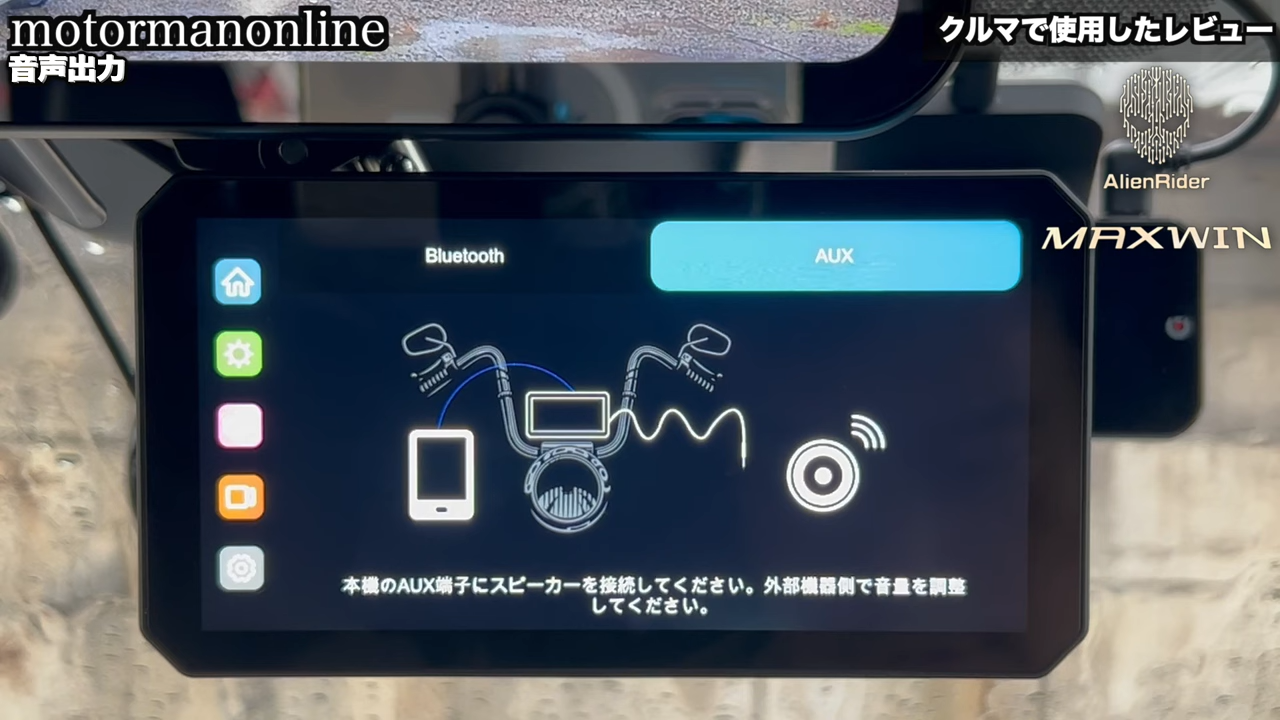 motormanonline
音声出力
クルマで使用したレビュー
AlienRider
MAXWIN
Bluetooth
AUX
本機のAUX端子にスピーカーを接続してください。外部機器側で音量を調整
してください。